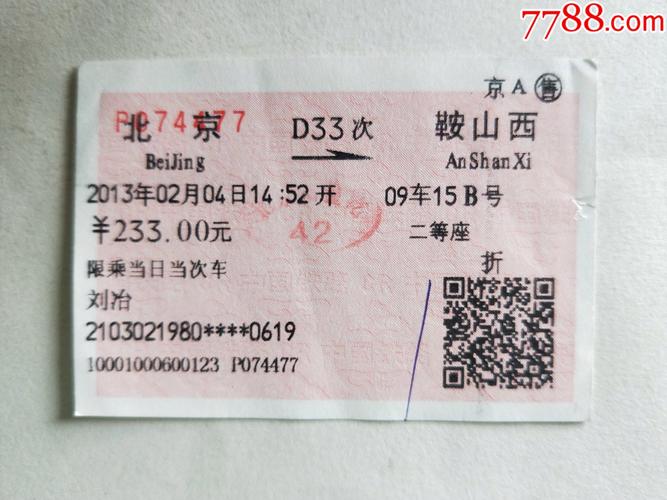 7788.com
京A售
P074477
北京 D33次 鞍山西
BeiJing AnShanXi
2013年02月04日14:52开 09车15B号
¥233.00元 二等座
42
限乘当日当次车 折
刘冶
2103021980****0619
10001000600123 P074477